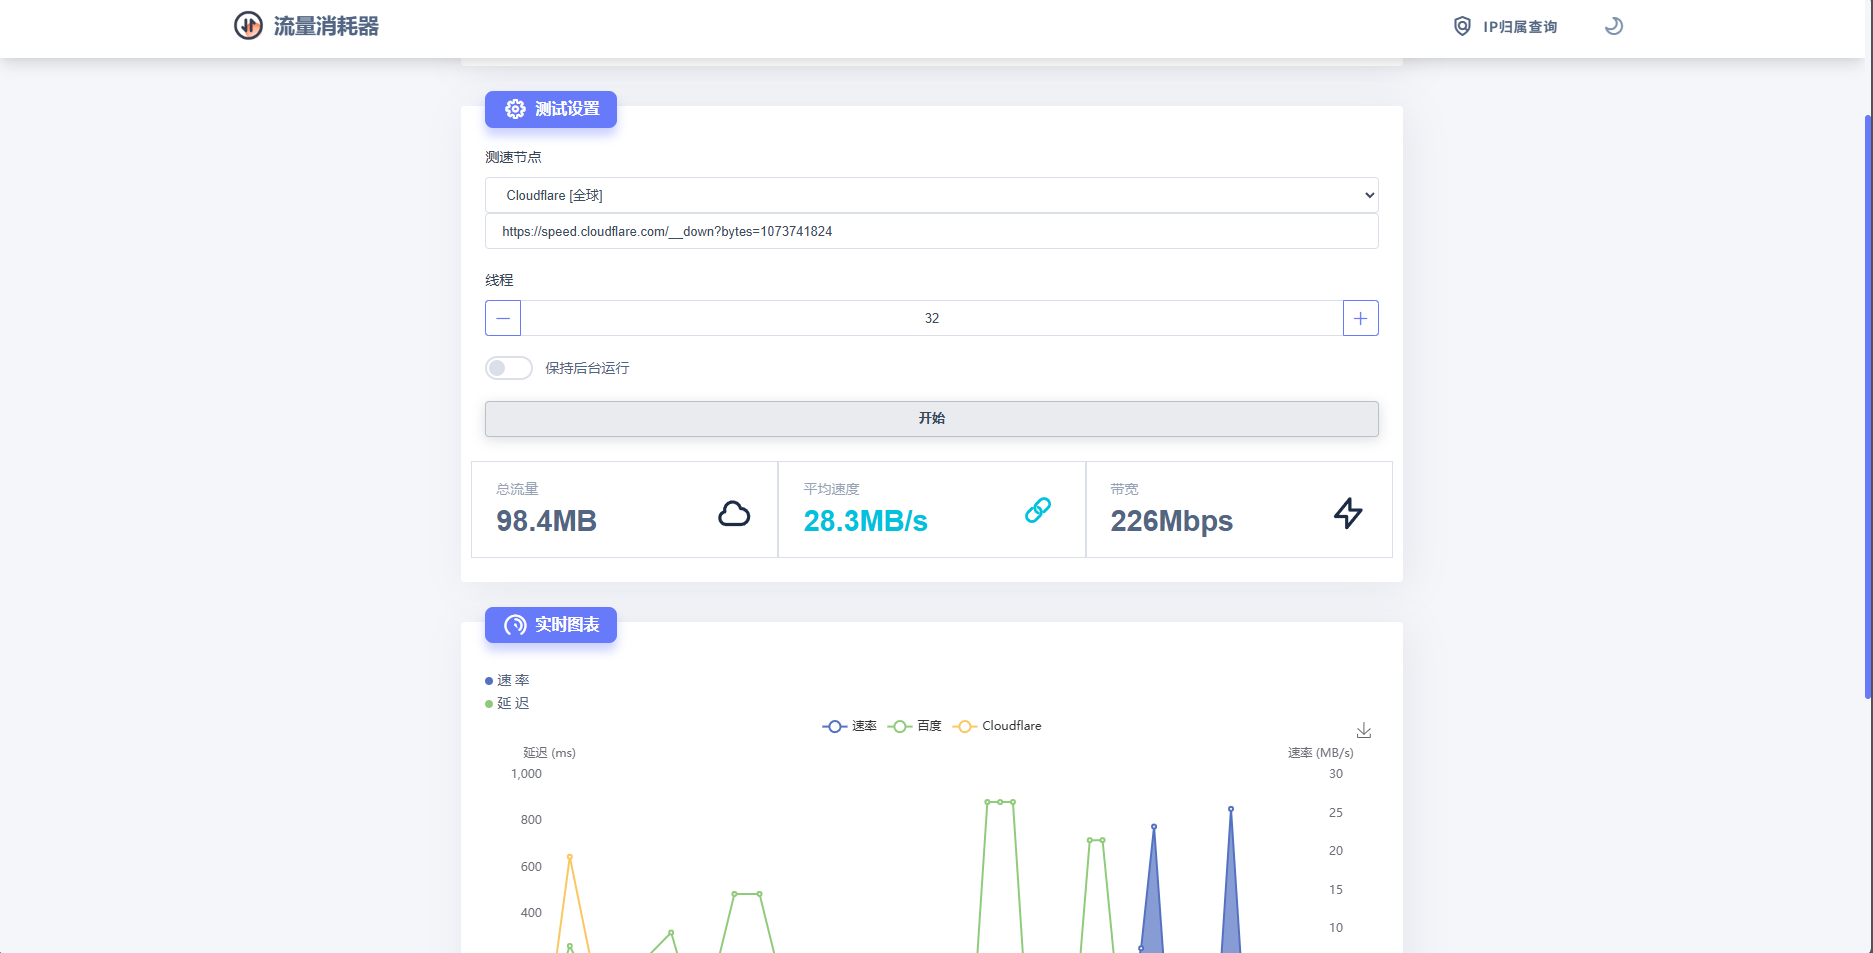 流量消耗器
IP归属查询
测试设置
测速节点
Cloudflare [全球]
https://speed.cloudflare.com/__down?bytes=1073741824
线程
32
保持后台运行
开始
总流量
98.4MB
平均速度
28.3MB/s
带宽
226Mbps
实时图表
速 率
延 迟
速率 百度 Cloudflare
延迟 (ms) 速率 (MB/s)
1,000 30
800 25
600 20
15
400 10